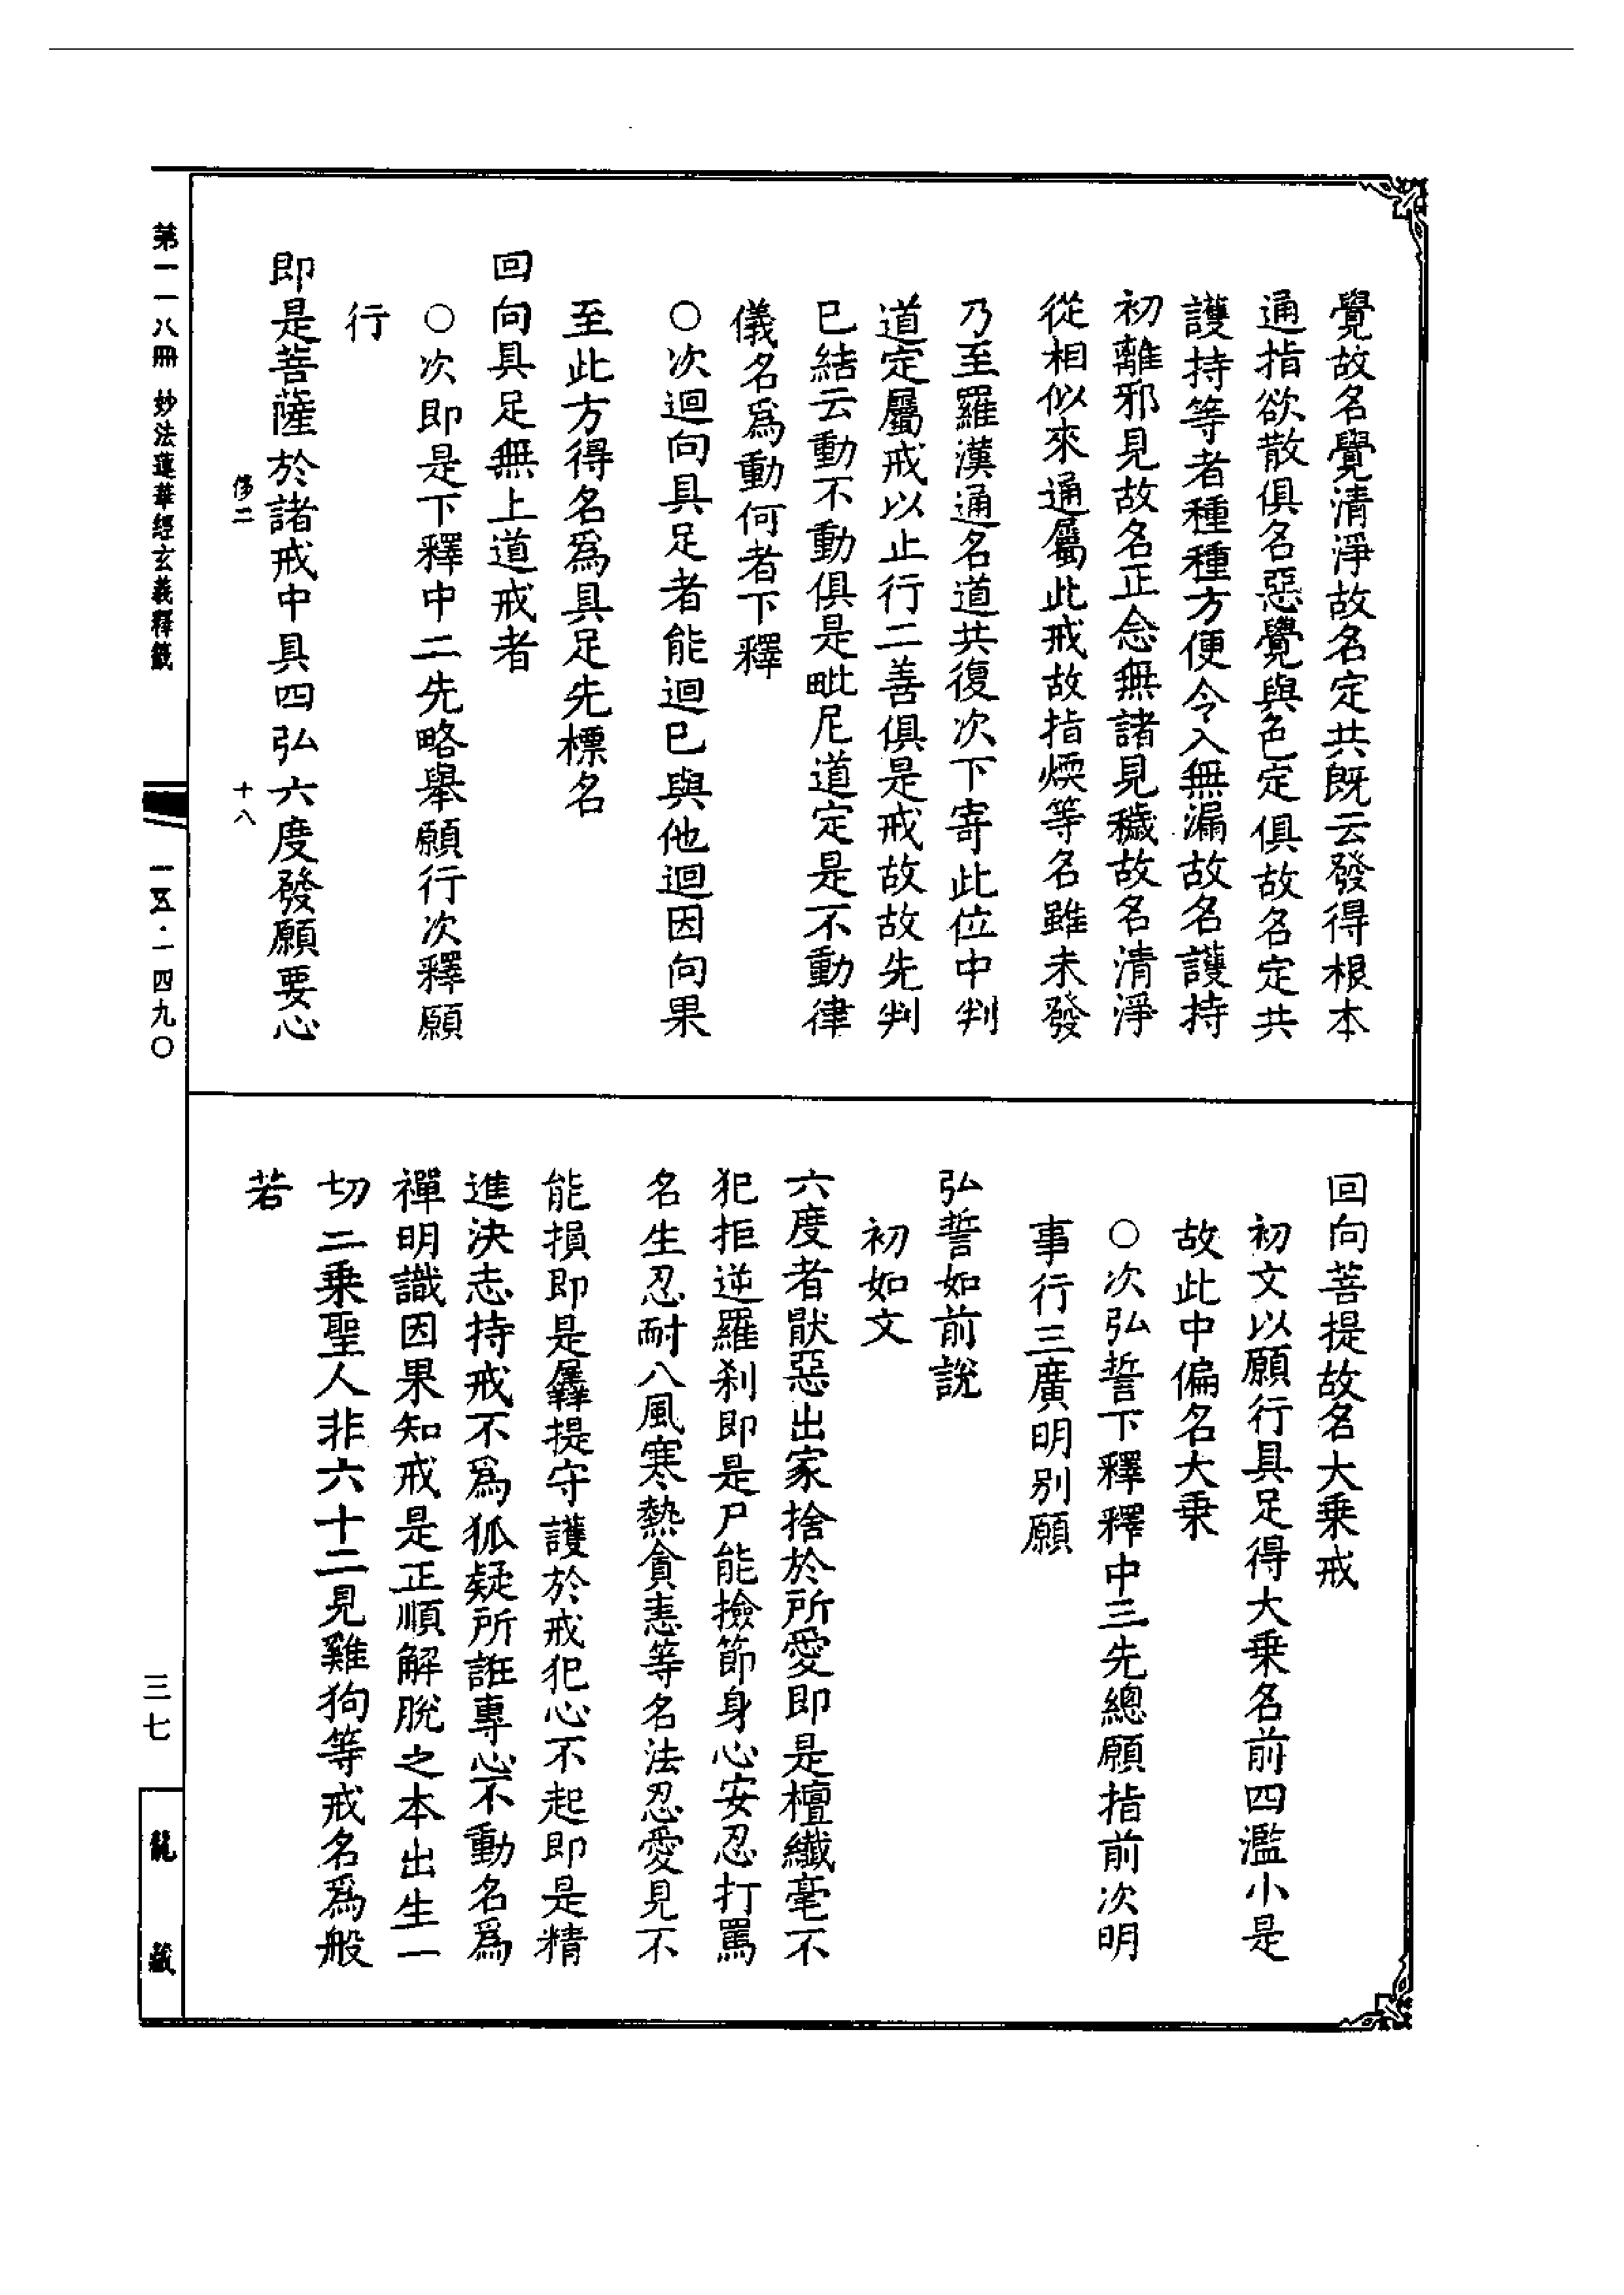 覺故名覺清淨故名定共既云發得根本
通指欲散俱名惡覺與色定俱故名定共
護持等者種種方便令入無漏故名護持
初離邪見故名正念無諸見穢故名清淨
從相似來通屬此戒故指煗等名雖未發
乃至羅漢通名道共復次下寄此位中判
道定屬戒以止行二善俱是戒故故先判
已結云動不動俱是毗尼道定是不動律
儀名爲動何者下釋
○次迴向具足者能迴已與他迴因向果
至此方得名爲具足先標名
回向具足無上道戒者
○次即是下釋中二先略舉願行次釋願
行
即是菩薩於諸戒中具四弘六度發願要心
侈二
十八
回向菩提故名大乘戒
初文以願行具足得大乘名前四濫小是
故此中偏名大乘
○次弘誓下釋釋中三先總願指前次明
事行三廣明別願
弘誓如前說
初如文
六度者猒惡出家捨於所愛即是檀纖毫不
犯拒逆羅刹即是尸能撿節身心安忍打罵
名生忍耐八風寒熱貪恚等名法忍愛見不
能損即是羼提守護於戒犯心不起即是精
進決志持戒不爲狐疑所誑專心不動名爲
禪明識因果知戒是正順解脫之本出生一
切二乘聖人非六十二見雞狗等戒名爲般
若
第一一八冊 妙法蓮華經玄義釋籤
一五·一四九〇
三七
龍藏